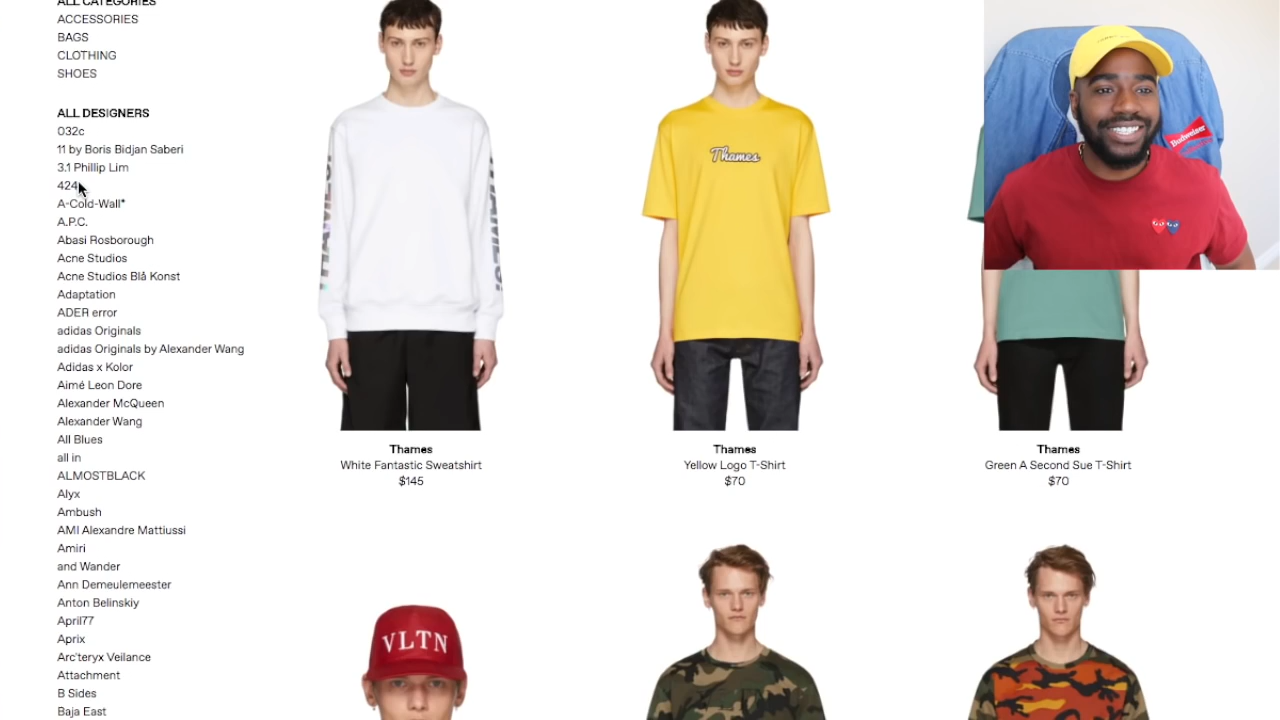 ALL CATEGORIES
ACCESSORIES
BAGS
CLOTHING
SHOES
ALL DESIGNERS
032c
11 by Boris Bidjan Saberi
3.1 Phillip Lim
424
A-Cold-Wall*
A.P.C.
Abasi Rosborough
Acne Studios
Acne Studios Blå Konst
Adaptation
ADER error
adidas Originals
adidas Originals by Alexander Wang
Adidas x Kolor
Aimé Leon Dore
Alexander McQueen
Alexander Wang
All Blues
all in
ALMOSTBLACK
Alyx
Ambush
AMI Alexandre Mattiussi
Amiri
and Wander
Ann Demeulemeester
Anton Belinskiy
April77
Aprix
Arc'teryx Veilance
Attachment
B Sides
Baja East
Thames
Thames
White Fantastic Sweatshirt
$145
Thames
Yellow Logo T-Shirt
$70
Thames
Green A Second Sue T-Shirt
$70
VLTN
Budweiser